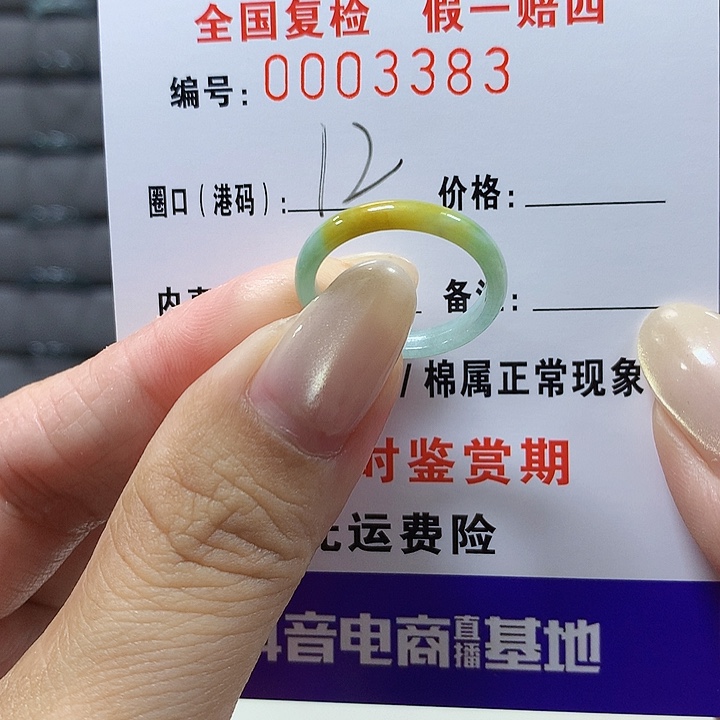 全国复检 假一赔四
编号: 0003383
圈口(港码): 12 价格:
内 备 :
/棉属正常现象
时鉴赏期
运费险
音电商直播基地